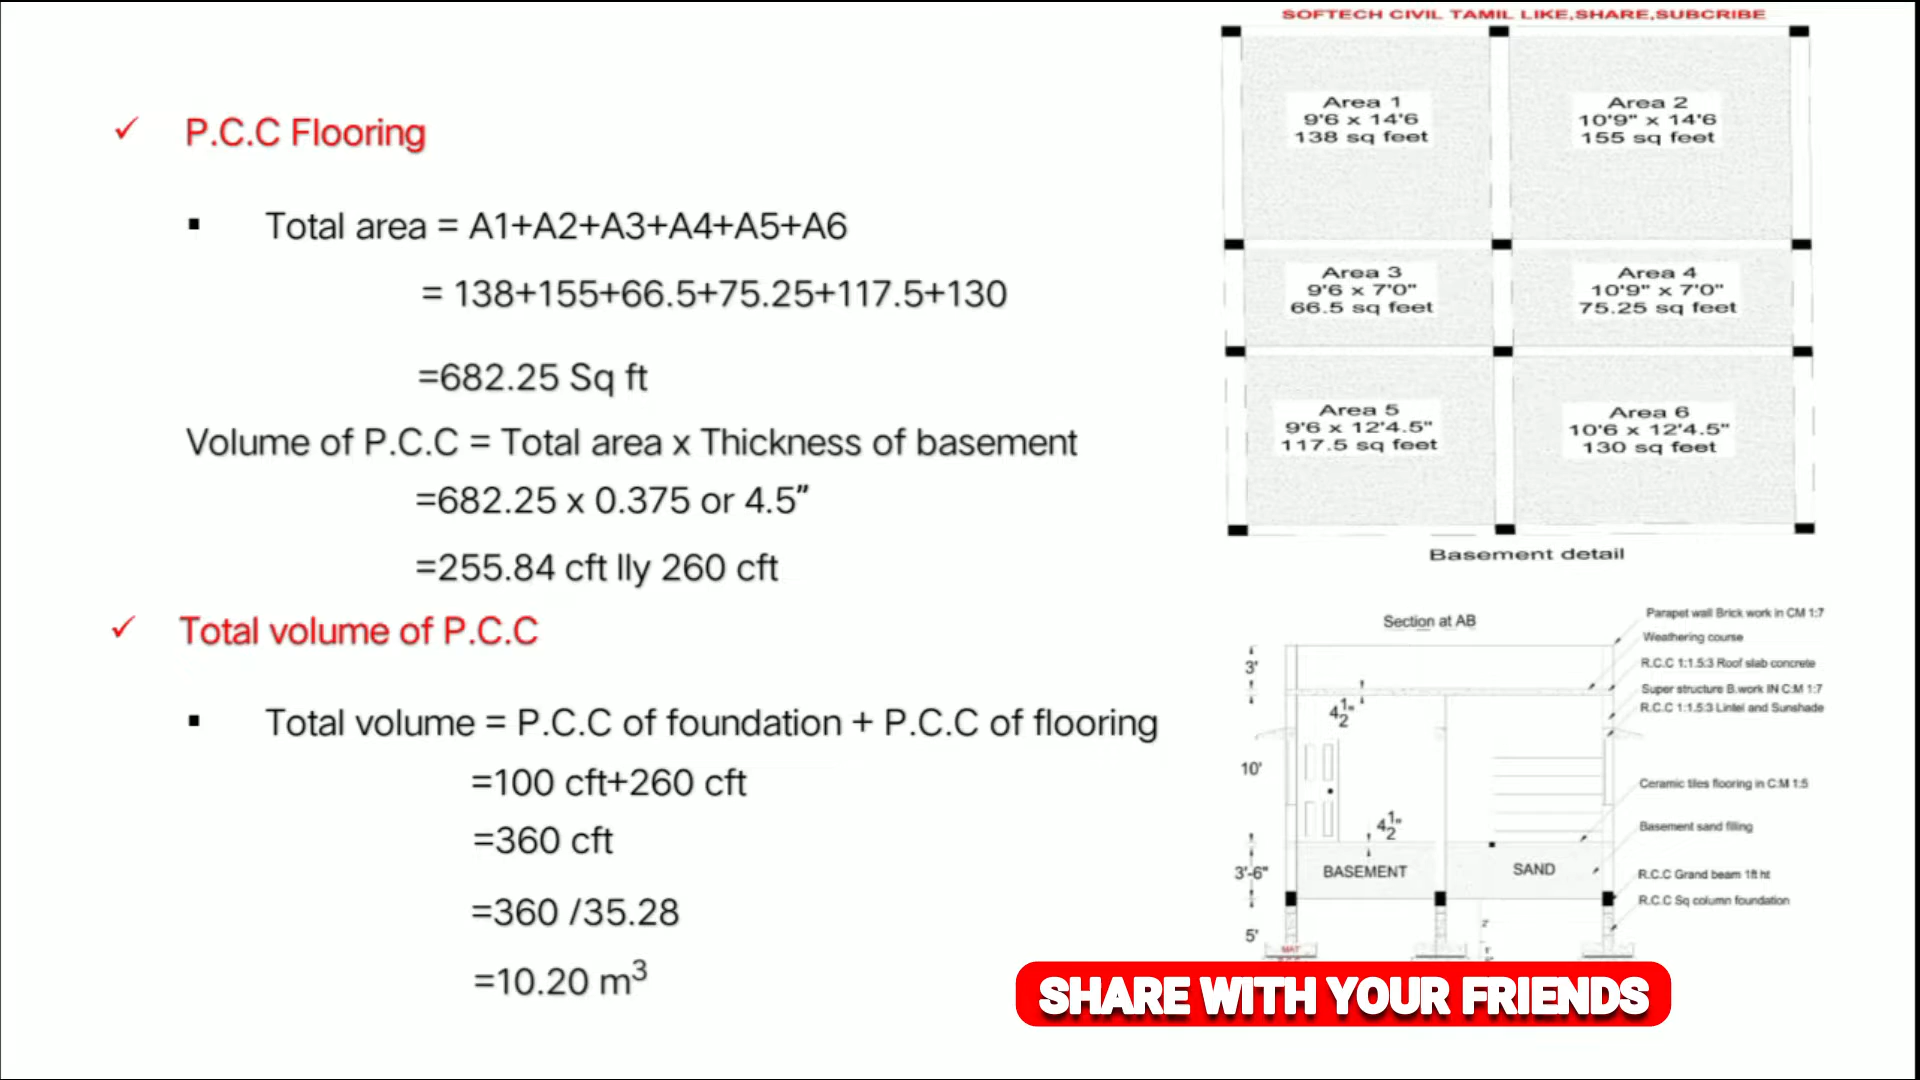 SOFTECH CIVIL TAMIL LIKE,SHARE,SUBCRIBE
✓ P.C.C Flooring
▪ Total area = A1+A2+A3+A4+A5+A6
= 138+155+66.5+75.25+117.5+130
=682.25 Sq ft
Volume of P.C.C = Total area x Thickness of basement
=682.25 x 0.375 or 4.5”
=255.84 cft lly 260 cft
✓ Total volume of P.C.C
▪ Total volume = P.C.C of foundation + P.C.C of flooring
=100 cft+260 cft
=360 cft
=360 /35.28
=10.20 m³
Area 1
9'6 x 14'6
138 sq feet
Area 2
10'9" x 14'6
155 sq feet
Area 3
9'6 x 7'0"
66.5 sq feet
Area 4
10'9" x 7'0"
75.25 sq feet
Area 5
9'6 x 12'4.5"
117.5 sq feet
Area 6
10'6 x 12'4.5"
130 sq feet
Basement detail
Section at AB
Parapet wall Brick work in CM 1:7
Weathering course
R.C.C 1:1.5:3 Roof slab concrete
Super structure B.work IN C:M 1:7
R.C.C 1:1.5:3 Lintel and Sunshade
Ceramic tiles flooring in C.M 1:5
Basement sand filling
R.C.C Grand beam 1ft ht
R.C.C Sq column foundation
3'
4½"
10'
4½"
3'-6"
BASEMENT
SAND
5'
2'
MAT
SHARE WITH YOUR FRIENDS